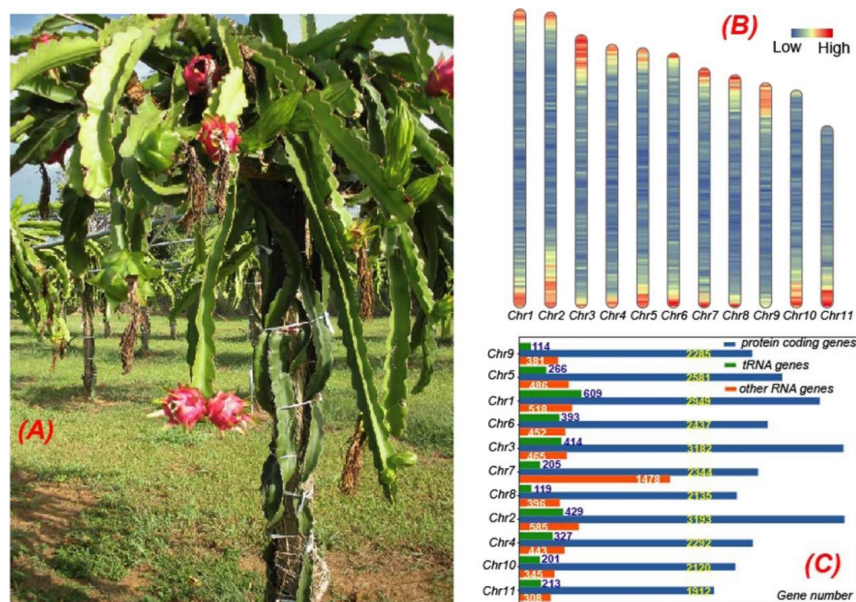 (A)
(B)
Low High
Chr1 Chr2 Chr3 Chr4 Chr5 Chr6 Chr7 Chr8 Chr9 Chr10 Chr11
protein coding genes
tRNA genes
other RNA genes
114
Chr9 2285
381
266
Chr5 2581
486
609
Chr1 2949
518
393
Chr6 2437
452
414
Chr3 3182
465
205
Chr7 2344
1478
119
Chr8 2135
396
429
Chr2 3193
585
327
Chr4 2292
443
201
Chr10 2120
345
213
Chr11 1912
308
(C)
Gene number